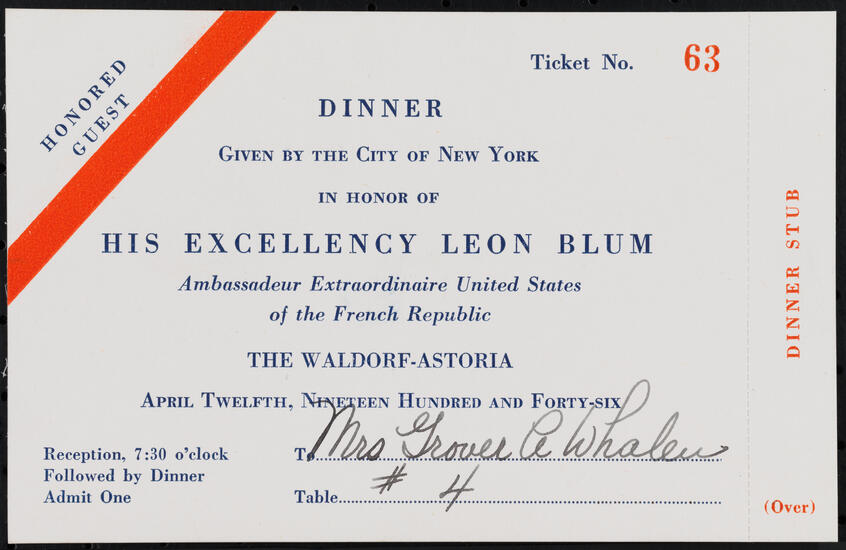 HONORED
GUEST
Ticket No. 63
DINNER
GIVEN BY THE CITY OF NEW YORK
IN HONOR OF
HIS EXCELLENCY LEON BLUM
Ambassadeur Extraordinaire United States
of the French Republic
THE WALDORF-ASTORIA
APRIL TWELFTH, NINETEEN HUNDRED AND FORTY-SIX
Reception, 7:30 o'clock
Followed by Dinner
Admit One
To Mrs Grover A Whalen
Table # 4
DINNER STUB
(Over)